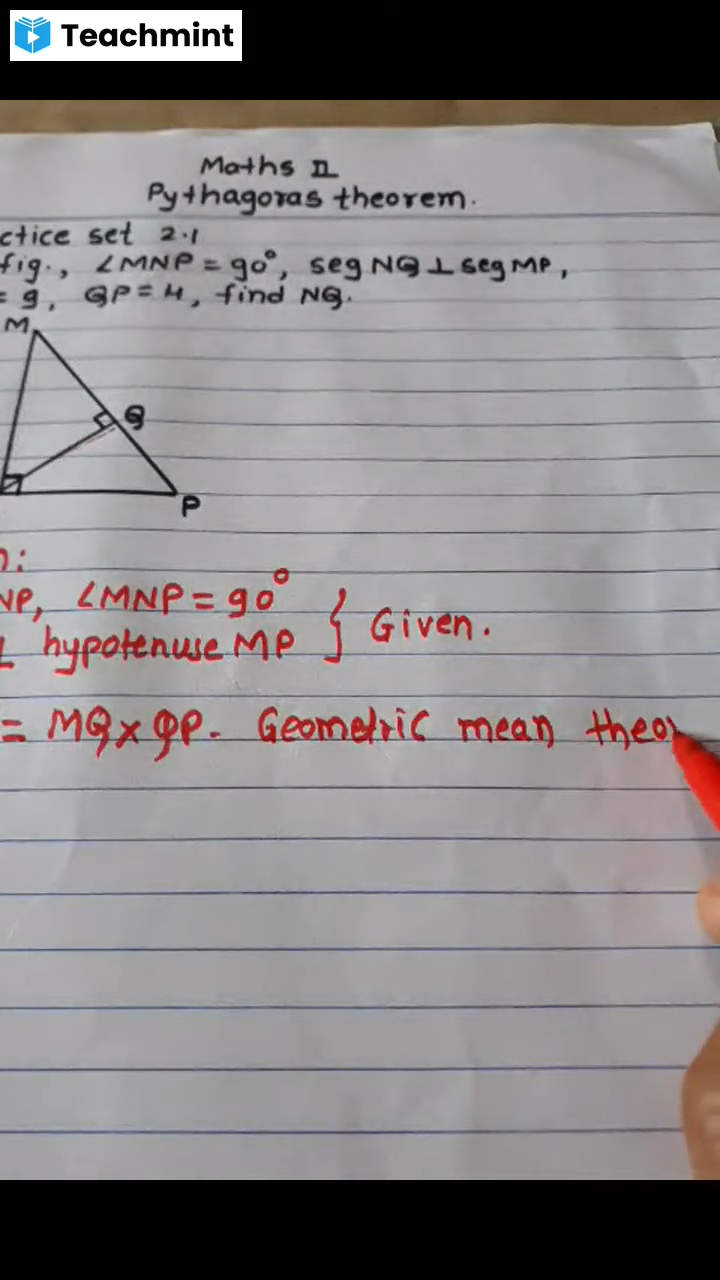 Teachmint
Maths II
Pythagoras theorem.
ctice set 2.1
fig., ∠MNP = 90°, seg NQ ⊥ seg MP,
= 9, QP = 4, find NQ.
M
Q
P
n:
NP, ∠MNP = 90°
⊥ hypotenuse MP } Given.
= MQ × QP. Geometric mean theor